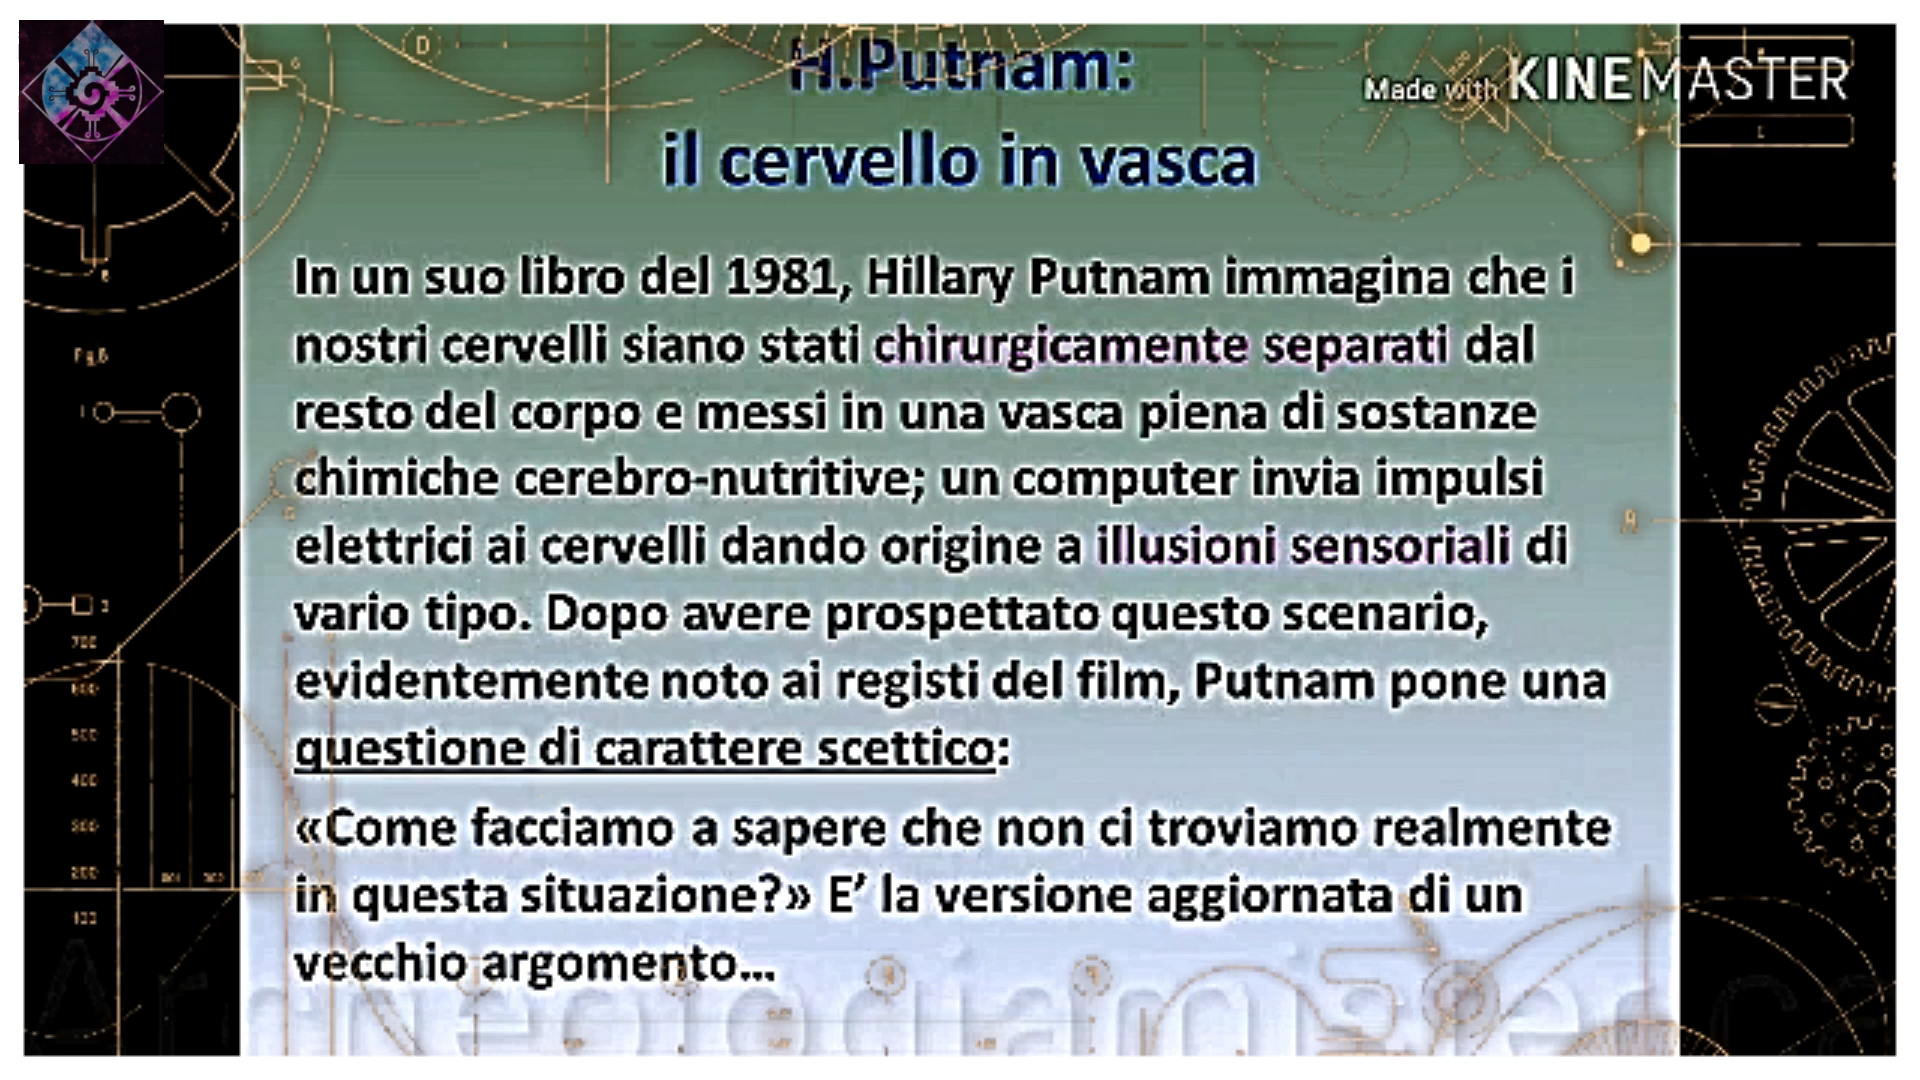 H.Putnam:
Made with KINEMASTER
il cervello in vasca
In un suo libro del 1981, Hillary Putnam immagina che i
nostri cervelli siano stati chirurgicamente separati dal
resto del corpo e messi in una vasca piena di sostanze
chimiche cerebro-nutritive; un computer invia impulsi
elettrici ai cervelli dando origine a illusioni sensoriali di
vario tipo. Dopo avere prospettato questo scenario,
evidentemente noto ai registi del film, Putnam pone una
questione di carattere scettico:
«Come facciamo a sapere che non ci troviamo realmente
in questa situazione?» E’ la versione aggiornata di un
vecchio argomento...